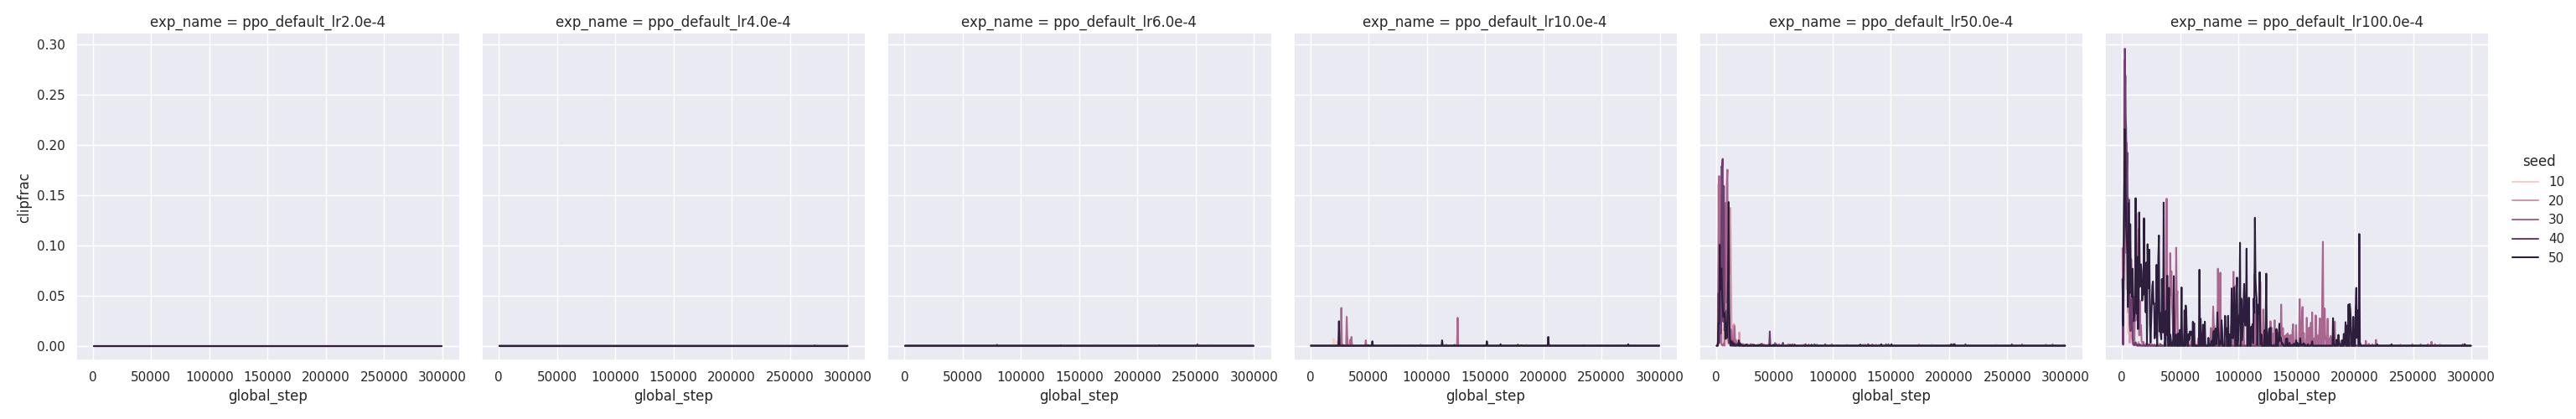 exp_name = ppo_default_lr2.0e-4
exp_name = ppo_default_lr4.0e-4
exp_name = ppo_default_lr6.0e-4
exp_name = ppo_default_lr10.0e-4
exp_name = ppo_default_lr50.0e-4
exp_name = ppo_default_lr100.0e-4
0.30
0.25
0.20
0.15
0.10
0.05
0.00
clipfrac
0 50000 100000 150000 200000 250000 300000
0 50000 100000 150000 200000 250000 300000
0 50000 100000 150000 200000 250000 300000
0 50000 100000 150000 200000 250000 300000
0 50000 100000 150000 200000 250000 300000
0 50000 100000 150000 200000 250000 300000
global_step
global_step
global_step
global_step
global_step
global_step
seed
10
20
30
40
50